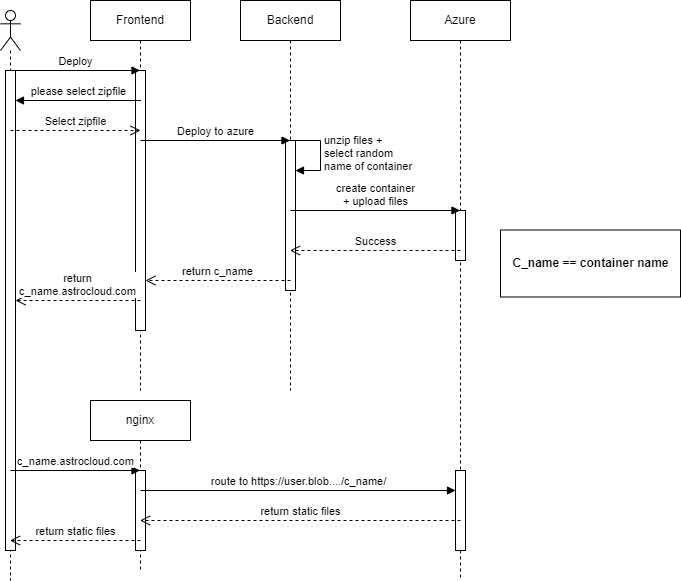 Frontend
Backend
Azure
Deploy
please select zipfile
Select zipfile
Deploy to azure
unzip files +
select random
name of container
create container
+ upload files
Success
return c_name
return
c_name.astrocloud.com
C_name == container name
nginx
c_name.astrocloud.com
route to https://user.blob..../c_name/
return static files
return static files